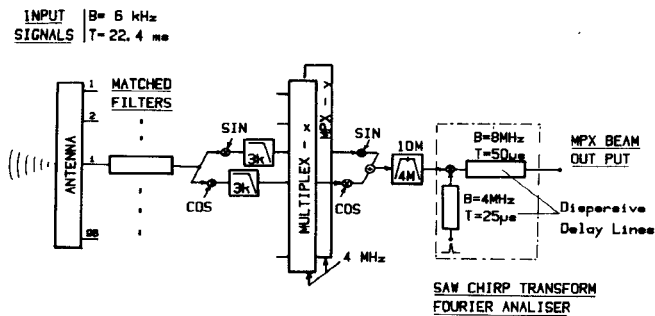 INPUT
SIGNALS
B= 6 kHz
T=22.4 ms
MATCHED
FILTERS
1
2
1
98
ANTENNA
SIN
COS
3k
3k
MULTIPLEX - x
MPX - y
SIN
COS
4 MHz
10M
4M
B=8MHz
T=50µs
B=4MHz
T=25µs
MPX BEAM
OUT PUT
Dispersive
Delay Lines
SAW CHIRP TRANSFORM
FOURIER ANALISER